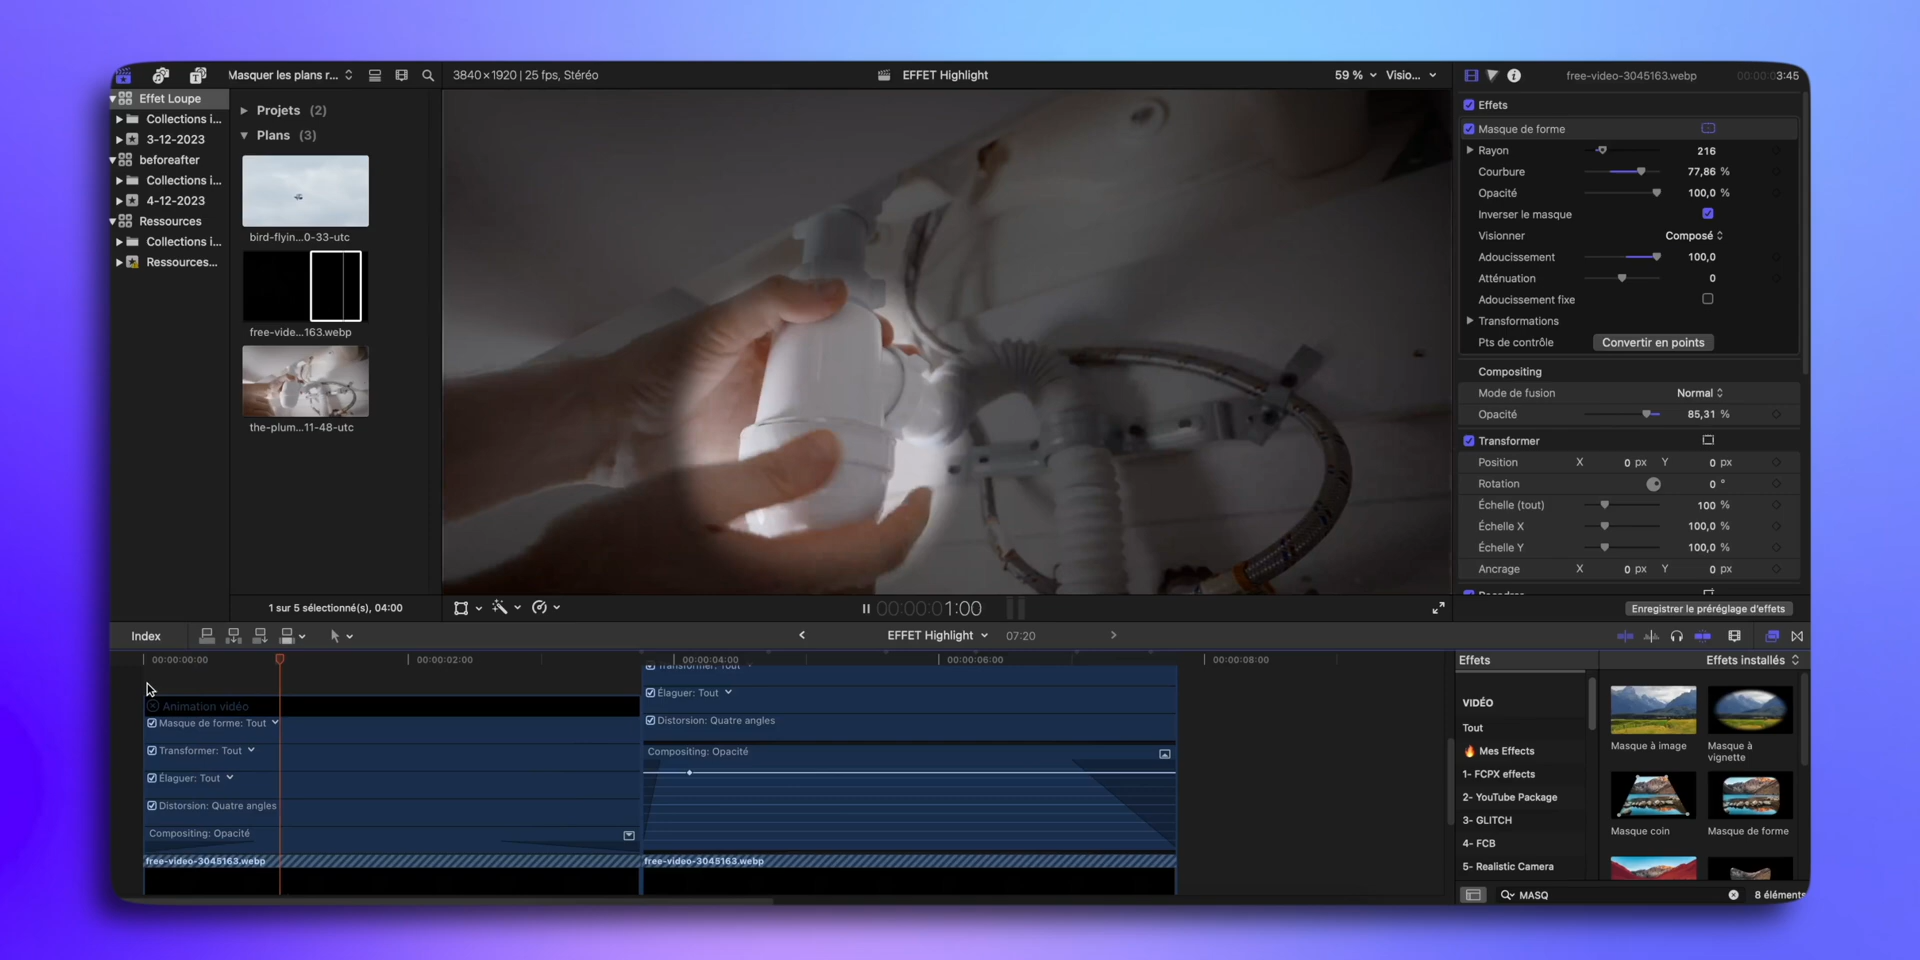 Masquer les plans r...
3840×1920 | 25 fps, Stéréo
EFFET Highlight
59 %
Visio...
free-video-3045163.webp
00:00:03:45
Effet Loupe
Collections i...
3-12-2023
beforeafter
Collections i...
4-12-2023
Ressources
Collections i...
Ressources...
Projets (2)
Plans (3)
bird-flyin...0-33-utc
free-vide...163.webp
the-plum...11-48-utc
1 sur 5 sélectionné(s), 04:00
00:00:01:00
Effets
Masque de forme
Rayon 216
Courbure 77,86 %
Opacité 100,0 %
Inverser le masque
Visionner Composé
Adoucissement 100,0
Atténuation 0
Adoucissement fixe
Transformations
Pts de contrôle Convertir en points
Compositing
Mode de fusion Normal
Opacité 85,31 %
Transformer
Position X 0 px Y 0 px
Rotation 0 °
Échelle (tout) 100 %
Échelle X 100,0 %
Échelle Y 100,0 %
Ancrage X 0 px Y 0 px
Enregistrer le préréglage d'effets
Index
EFFET Highlight
07:20
00:00:00:00
00:00:02:00
00:00:04:00
00:00:06:00
00:00:08:00
Animation vidéo
Masque de forme: Tout
Transformer: Tout
Élaguer: Tout
Distorsion: Quatre angles
Compositing: Opacité
free-video-3045163.webp
Transformer: Tout
Élaguer: Tout
Distorsion: Quatre angles
Compositing: Opacité
free-video-3045163.webp
Effets
Effets installés
VIDÉO
Tout
🔥 Mes Effects
1- FCPX effects
2- YouTube Package
3- GLITCH
4- FCB
5- Realistic Camera
Masque à image
Masque à
vignette
Masque coin
Masque de forme
MASQ
8 éléments